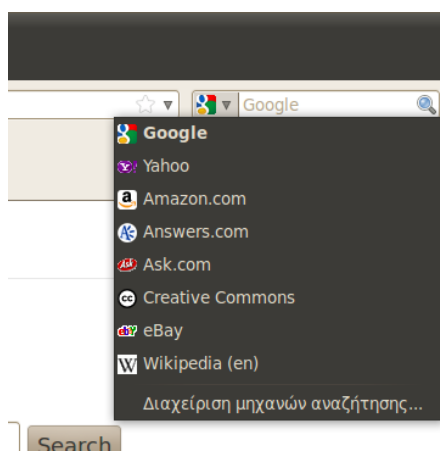 Google
Google
Yahoo
Amazon.com
Answers.com
Ask.com
Creative Commons
eBay
Wikipedia (en)
Διαχείριση μηχανών αναζήτησης...
Search